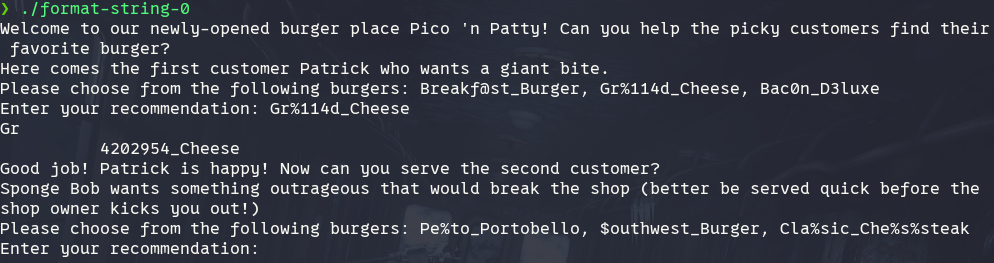 ❯ ./format-string-0
Welcome to our newly-opened burger place Pico 'n Patty! Can you help the picky customers find their
 favorite burger?
Here comes the first customer Patrick who wants a giant bite.
Please choose from the following burgers: Breakf@st_Burger, Gr%114d_Cheese, Bac0n_D3luxe
Enter your recommendation: Gr%114d_Cheese
Gr
          4202954_Cheese
Good job! Patrick is happy! Now can you serve the second customer?
Sponge Bob wants something outrageous that would break the shop (better be served quick before the
shop owner kicks you out!)
Please choose from the following burgers: Pe%to_Portobello, $outhwest_Burger, Cla%sic_Che%s%steak
Enter your recommendation: